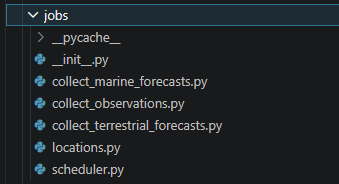 jobs
__pycache__
__init__.py
collect_marine_forecasts.py
collect_observations.py
collect_terrestrial_forecasts.py
locations.py
scheduler.py